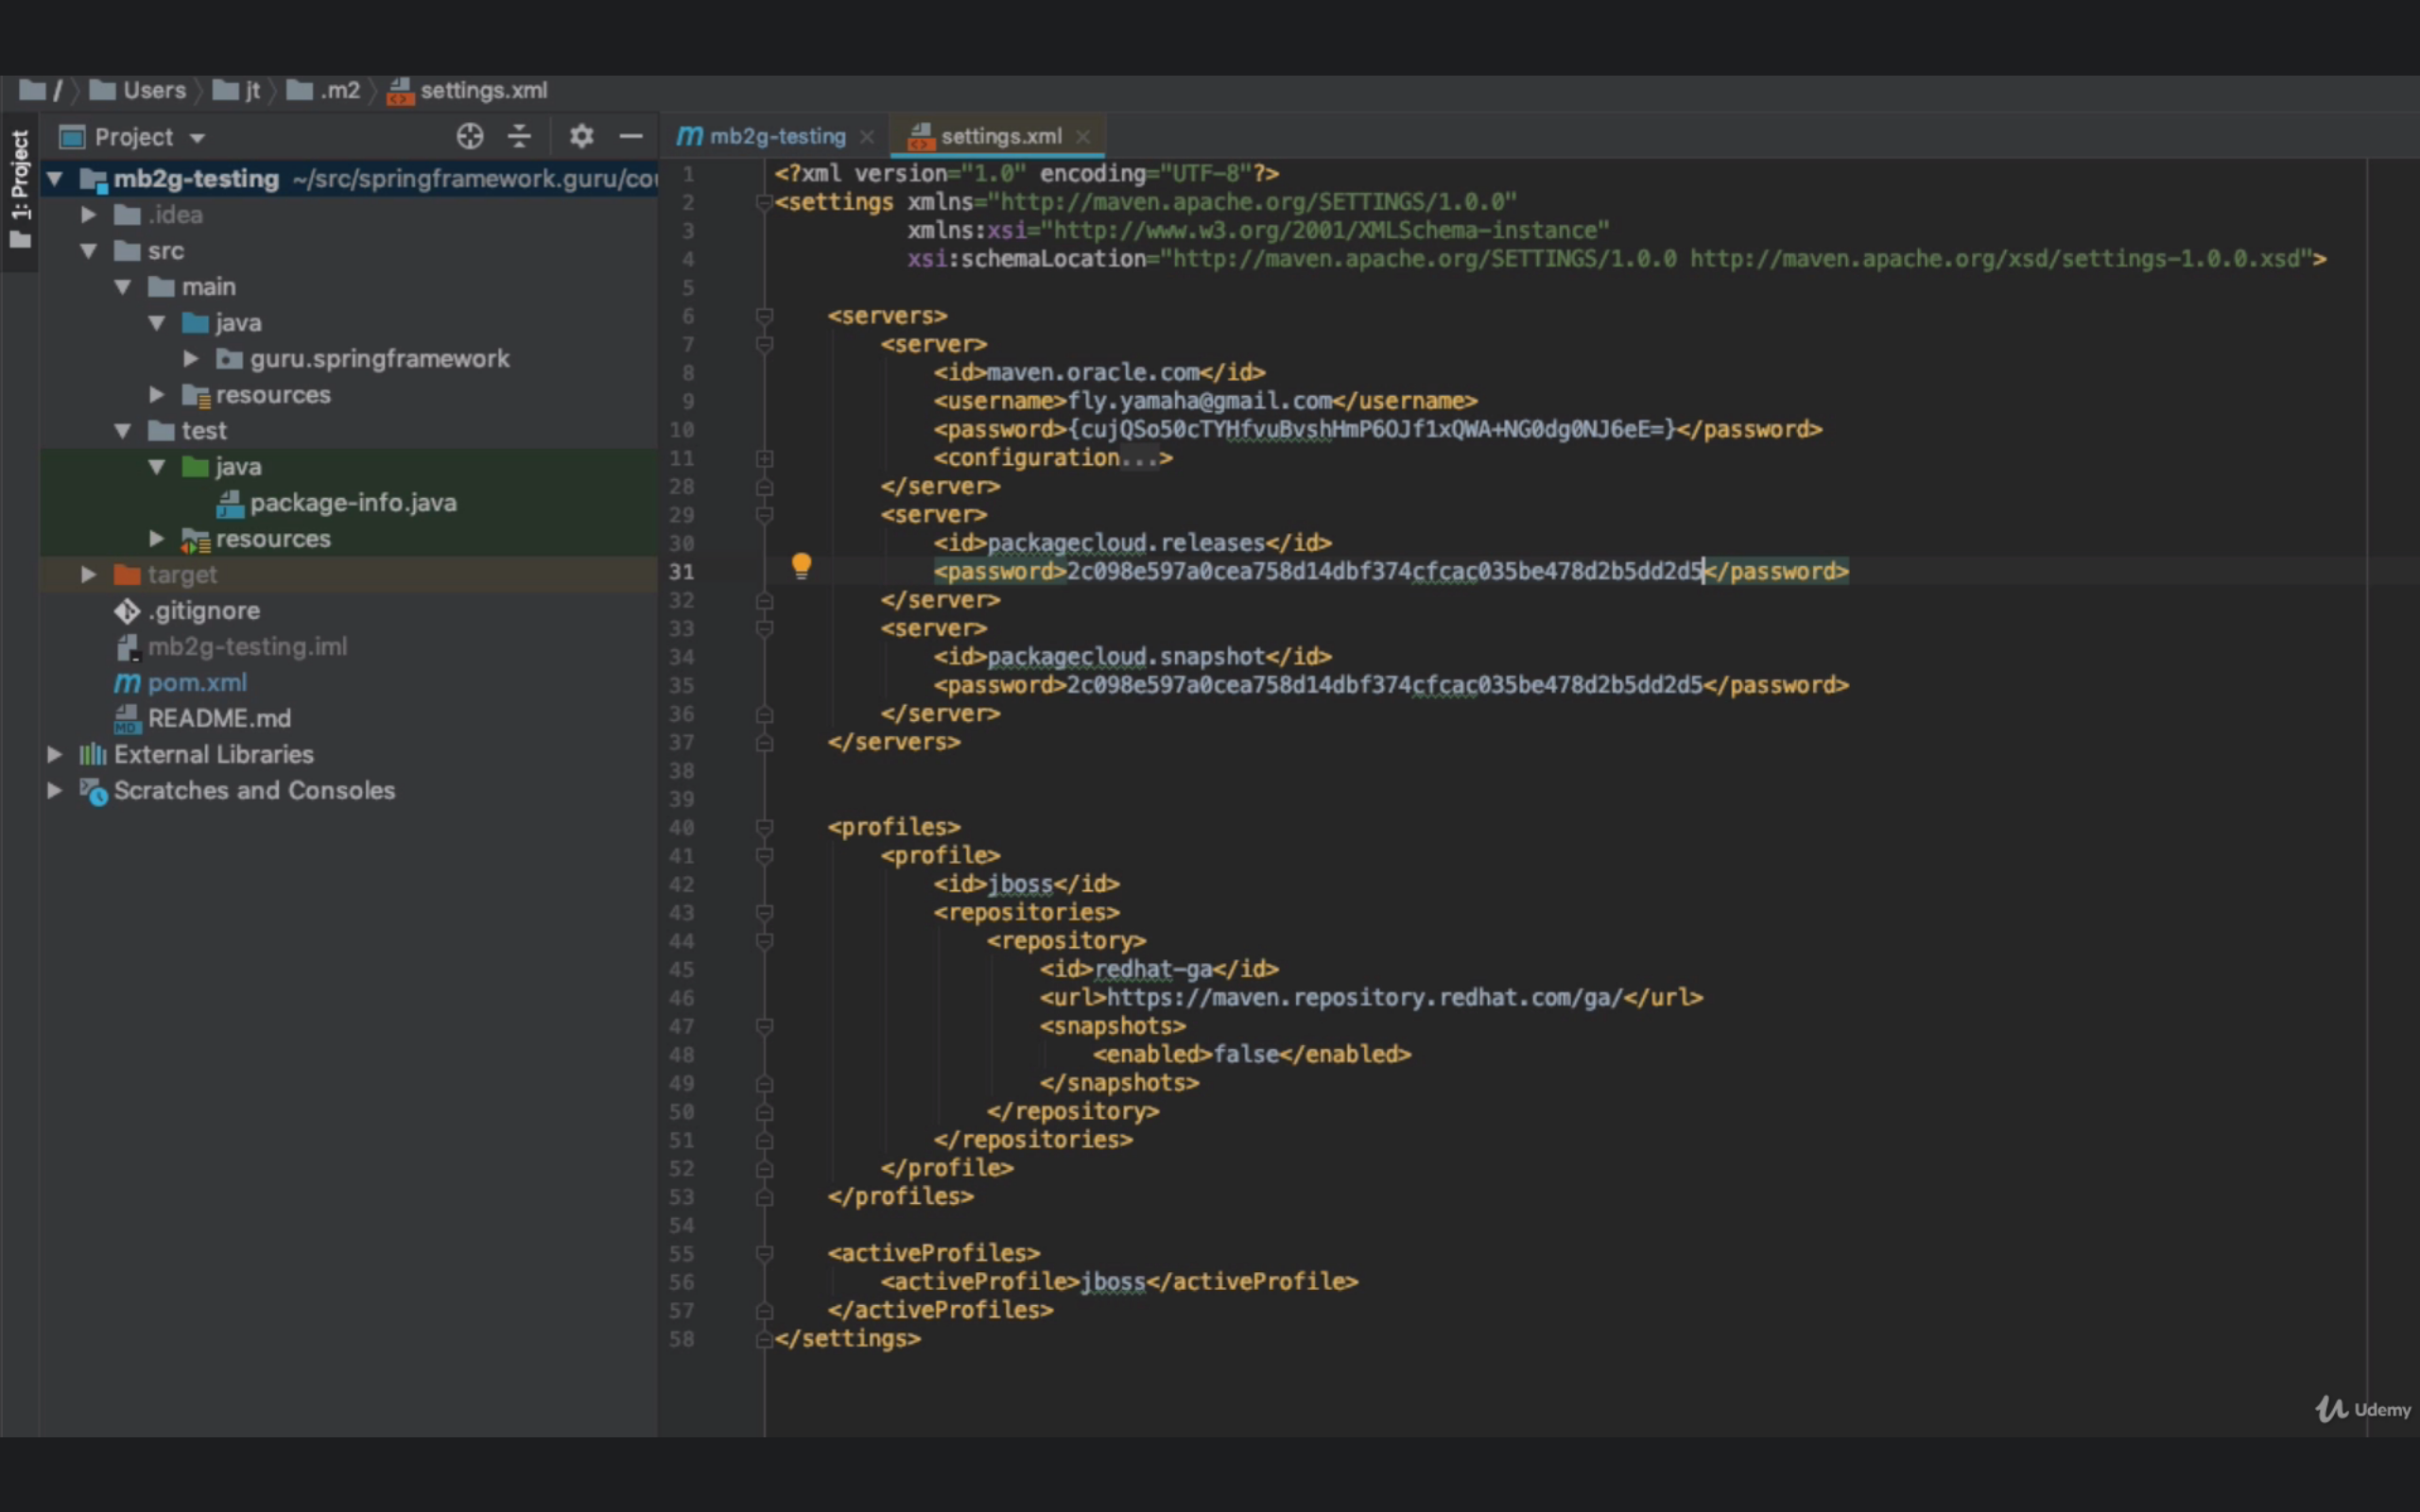 / Users jt .m2 settings.xml
1: Project
Project
mb2g-testing ~/src/springframework.guru/cou
.idea
src
main
java
guru.springframework
resources
test
java
package-info.java
resources
target
.gitignore
mb2g-testing.iml
pom.xml
README.md
External Libraries
Scratches and Consoles
mb2g-testing settings.xml
1 <?xml version="1.0" encoding="UTF-8"?>
2 <settings xmlns="http://maven.apache.org/SETTINGS/1.0.0"
3 xmlns:xsi="http://www.w3.org/2001/XMLSchema-instance"
4 xsi:schemaLocation="http://maven.apache.org/SETTINGS/1.0.0 http://maven.apache.org/xsd/settings-1.0.0.xsd">
5
6 <servers>
7 <server>
8 <id>maven.oracle.com</id>
9 <username>fly.yamaha@gmail.com</username>
10 <password>{cujQSo50cTYHfvuBvshHmP6OJf1xQWA+NG0dg0NJ6eE=}</password>
11 <configuration...>
28 </server>
29 <server>
30 <id>packagecloud.releases</id>
31 <password>2c098e597a0cea758d14dbf374cfcac035be478d2b5dd2d5</password>
32 </server>
33 <server>
34 <id>packagecloud.snapshot</id>
35 <password>2c098e597a0cea758d14dbf374cfcac035be478d2b5dd2d5</password>
36 </server>
37 </servers>
38
39
40 <profiles>
41 <profile>
42 <id>jboss</id>
43 <repositories>
44 <repository>
45 <id>redhat-ga</id>
46 <url>https://maven.repository.redhat.com/ga/</url>
47 <snapshots>
48 <enabled>false</enabled>
49 </snapshots>
50 </repository>
51 </repositories>
52 </profile>
53 </profiles>
54
55 <activeProfiles>
56 <activeProfile>jboss</activeProfile>
57 </activeProfiles>
58 </settings>
Udemy